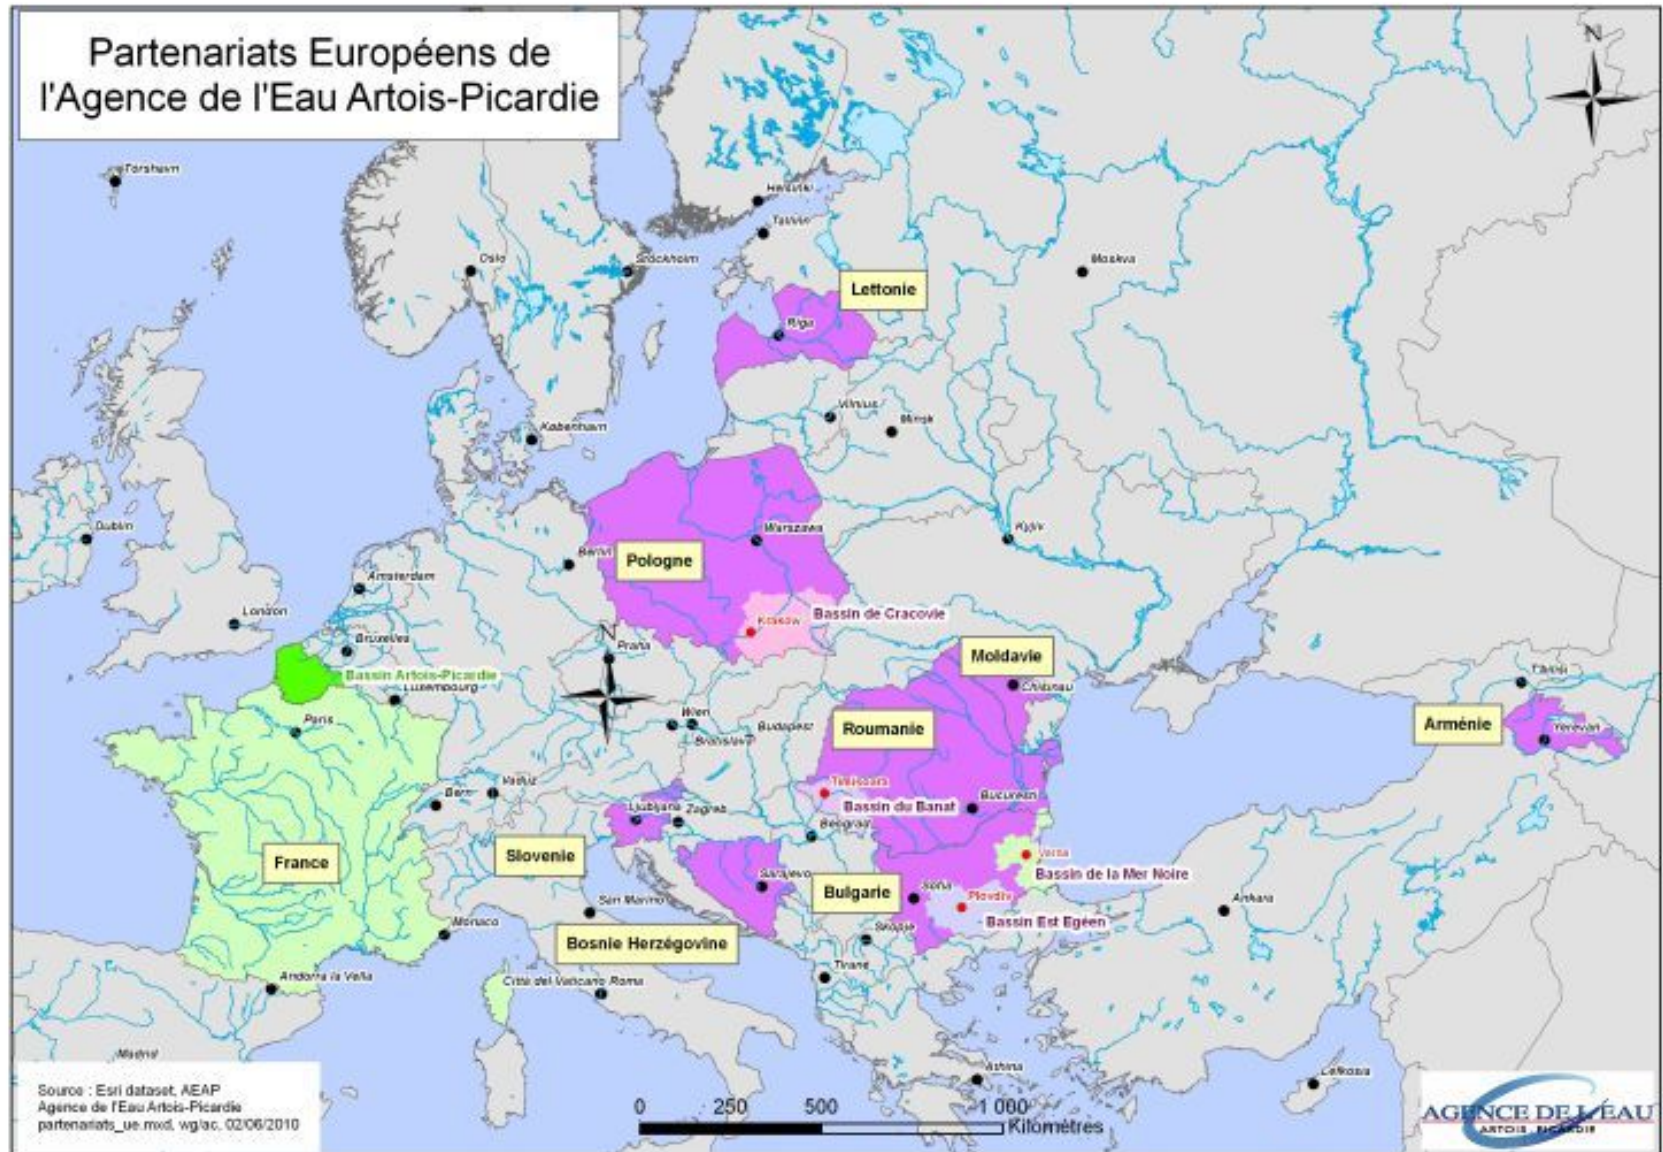 Partenariats Européens de
l'Agence de l'Eau Artois-Picardie
N
Tórshavn
Helsinki
Tallinn
Oslo
Stockholm
Moskva
Lettonie
Riga
Vilnius
Minsk
København
Dublin
Warszawa
Kyjiv
Berlin
Pologne
Amsterdam
London
Bassin de Cracovie
Krakow
Bruxelles
N
Praha
Moldavie
Bassin Artois-Picardie
Luxembourg
Chisinau
Tbilisi
Paris
Wien
Budapest
Roumanie
Arménie
Yerevan
Bratislava
Vaduz
Timisoara
Bern
Bassin du Banat
Bucuresti
Ljubljana
Zagreb
Beograd
France
Slovenie
Varna
Bassin de la Mer Noire
Sarajevo
Bulgarie
Sofia
Plovdiv
San Marino
Ankara
Monaco
Bassin Est Egéen
Skopje
Bosnie Herzégovine
Tiranë
Andorra la Vella
Citta del Vaticano
Roma
Madrid
Athina
Lefkosia
Source : Esri dataset, AEAP
Agence de l'Eau Artois-Picardie
partenariats_ue.mxd, wg/ac, 02/06/2010
0 250 500 1 000
Kilomètres
AGENCE DE L'EAU
ARTOIS - PICARDIE